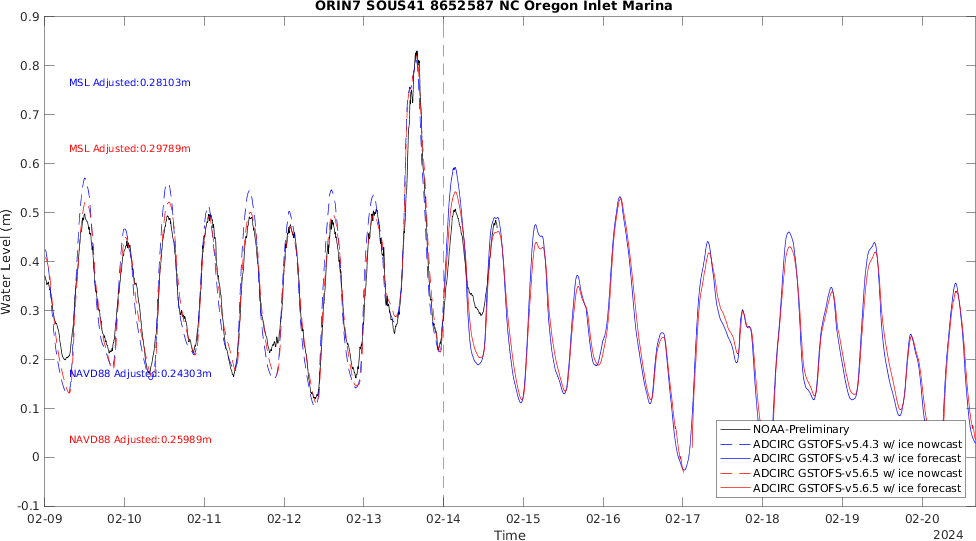 ORIN7 SOUS41 8652587 NC Oregon Inlet Marina
Water Level (m)
0.9
0.8
0.7
0.6
0.5
0.4
0.3
0.2
0.1
0
-0.1
MSL Adjusted:0.28103m
MSL Adjusted:0.29789m
NAVD88 Adjusted:0.24303m
NAVD88 Adjusted:0.25989m
NOAA-Preliminary
ADCIRC GSTOFS-v5.4.3 w/ ice nowcast
ADCIRC GSTOFS-v5.4.3 w/ ice forecast
ADCIRC GSTOFS-v5.6.5 w/ ice nowcast
ADCIRC GSTOFS-v5.6.5 w/ ice forecast
02-09 02-10 02-11 02-12 02-13 02-14 02-15 02-16 02-17 02-18 02-19 02-20
Time
2024